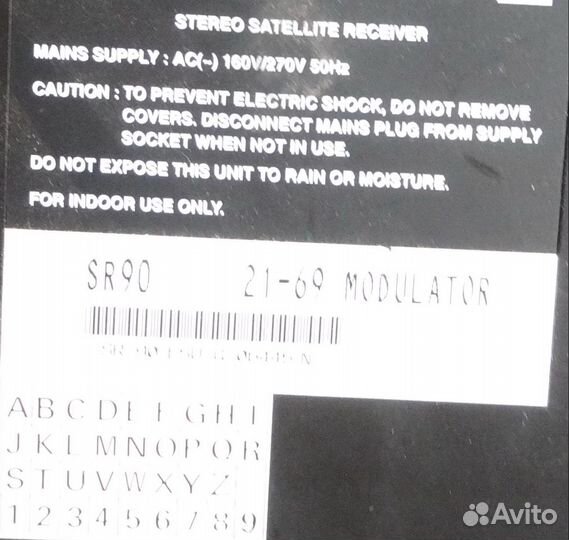 STEREO SATELLITE RECEIVER
MAINS SUPPLY : AC(~) 160V/270V 50Hz
CAUTION : TO PREVENT ELECTRIC SHOCK, DO NOT REMOVE
COVERS. DISCONNECT MAINS PLUG FROM SUPPLY
SOCKET WHEN NOT IN USE.
DO NOT EXPOSE THIS UNIT TO RAIN OR MOISTURE.
FOR INDOOR USE ONLY.
SR90 21-69 MODULATOR
A B C D E F G H I
J K L M N O P Q R
S T U V W X Y Z
1 2 3 4 5 6 7 8 9
Avito